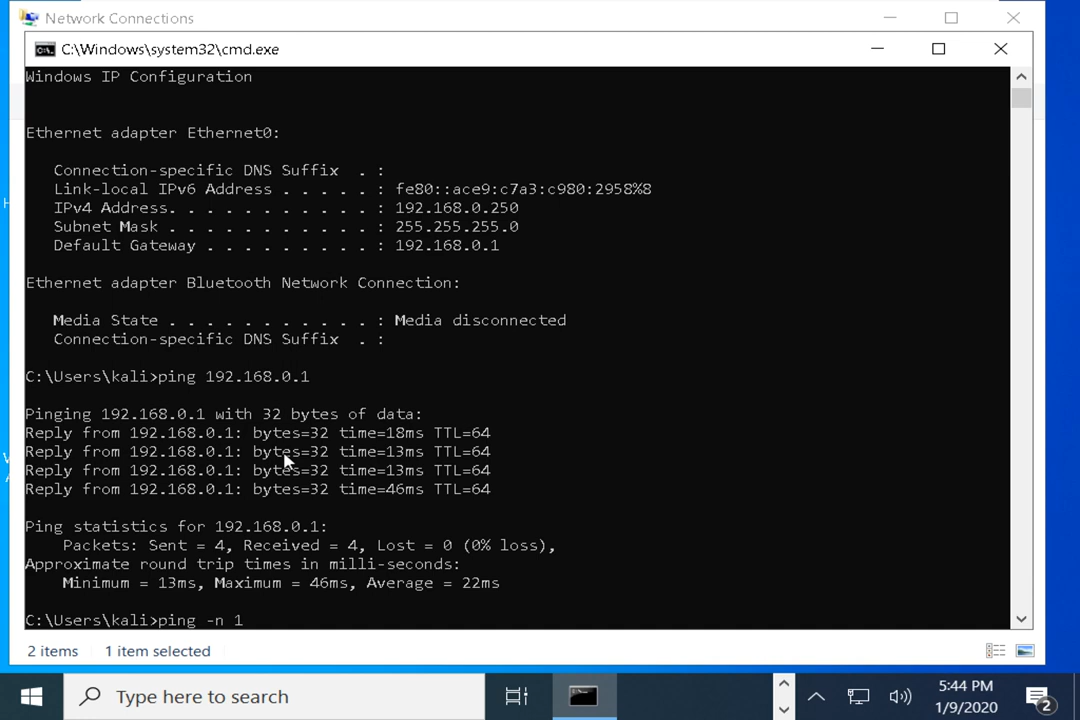 Network Connections
C:\Windows\system32\cmd.exe
Windows IP Configuration
Ethernet adapter Ethernet0:
Connection-specific DNS Suffix . :
Link-local IPv6 Address . . . . . : fe80::ace9:c7a3:c980:2958%8
IPv4 Address. . . . . . . . . . . : 192.168.0.250
Subnet Mask . . . . . . . . . . . : 255.255.255.0
Default Gateway . . . . . . . . . : 192.168.0.1
Ethernet adapter Bluetooth Network Connection:
Media State . . . . . . . . . . . : Media disconnected
Connection-specific DNS Suffix . :
C:\Users\kali>ping 192.168.0.1
Pinging 192.168.0.1 with 32 bytes of data:
Reply from 192.168.0.1: bytes=32 time=18ms TTL=64
Reply from 192.168.0.1: bytes=32 time=13ms TTL=64
Reply from 192.168.0.1: bytes=32 time=13ms TTL=64
Reply from 192.168.0.1: bytes=32 time=46ms TTL=64
Ping statistics for 192.168.0.1:
Packets: Sent = 4, Received = 4, Lost = 0 (0% loss),
Approximate round trip times in milli-seconds:
Minimum = 13ms, Maximum = 46ms, Average = 22ms
C:\Users\kali>ping -n 1
2 items 1 item selected
Type here to search
5:44 PM
1/9/2020
2